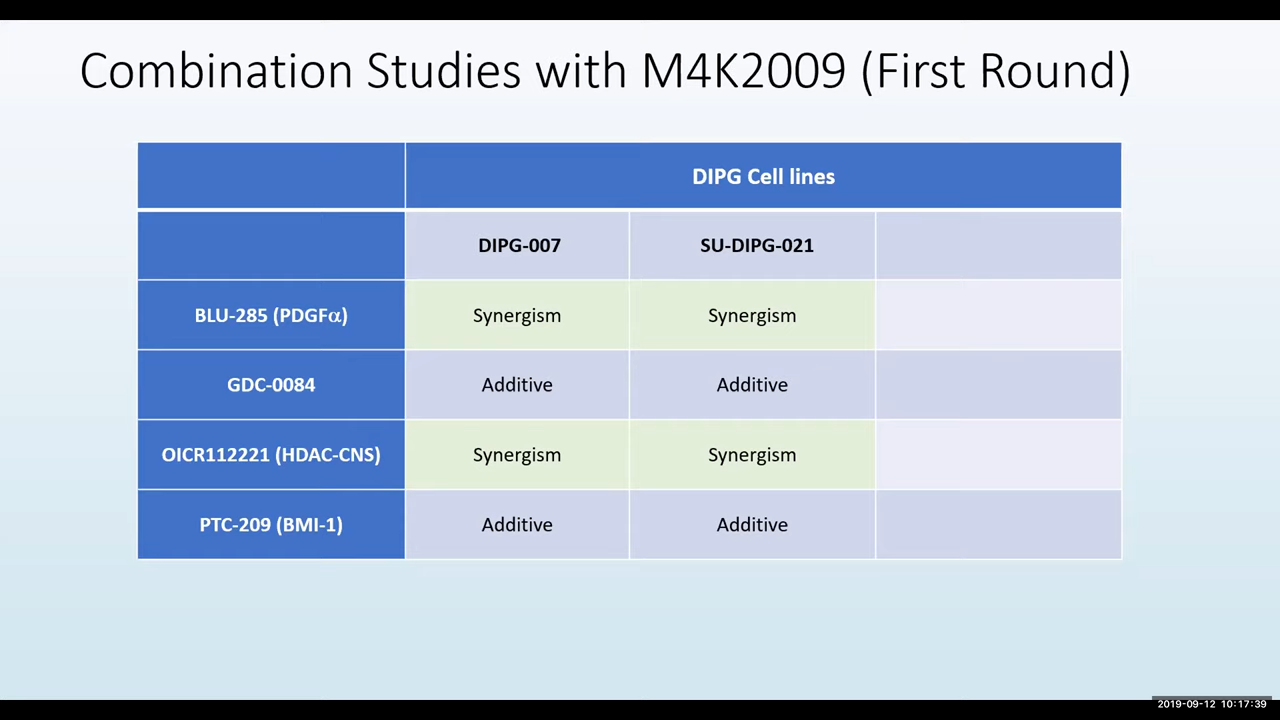 Combination Studies with M4K2009 (First Round)
DIPG Cell lines
DIPG-007 SU-DIPG-021
BLU-285 (PDGFα) Synergism Synergism
GDC-0084 Additive Additive
OICR112221 (HDAC-CNS) Synergism Synergism
PTC-209 (BMI-1) Additive Additive
2019-09-12 10:17:39